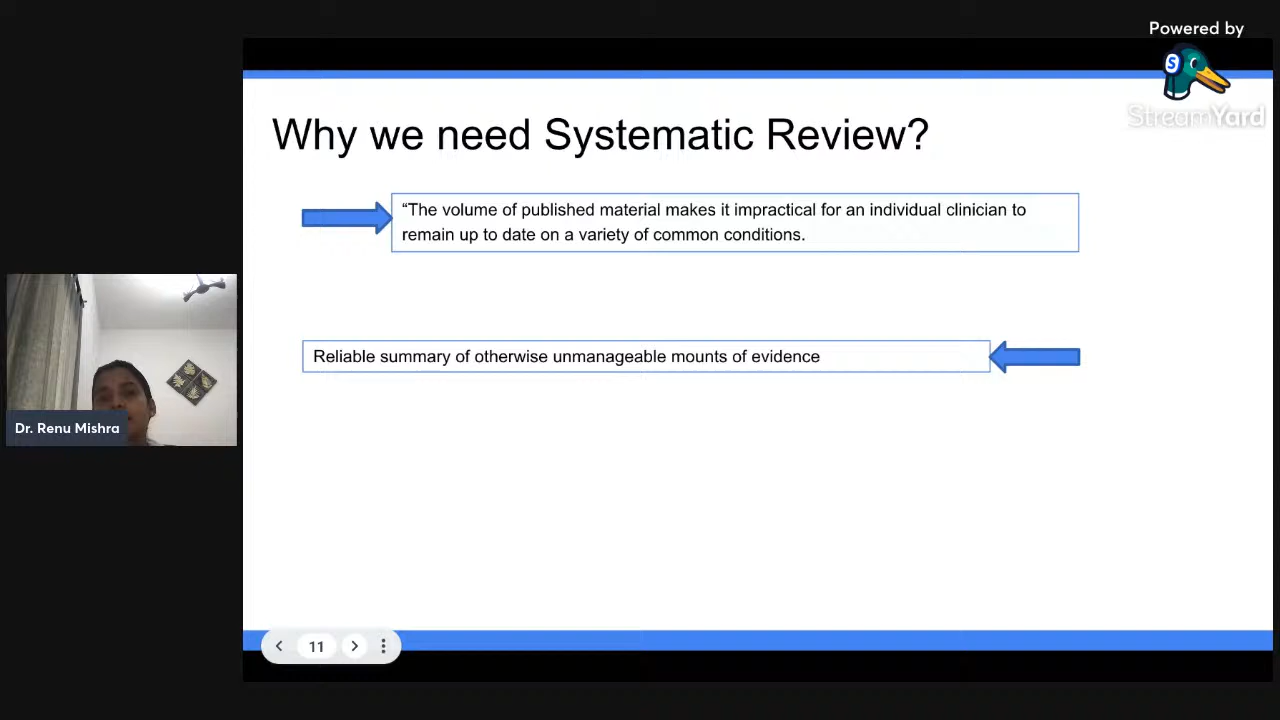 Powered by
StreamYard
Why we need Systematic Review?
“The volume of published material makes it impractical for an individual clinician to
remain up to date on a variety of common conditions.
Reliable summary of otherwise unmanageable mounts of evidence
Dr. Renu Mishra
11